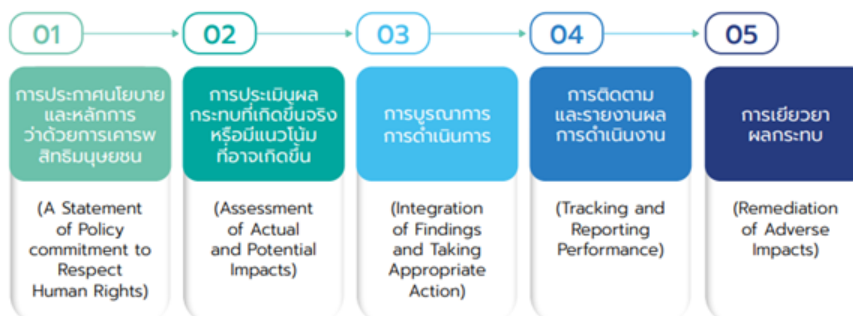 01
02
03
04
05
การประกาศนโยบาย
และหลักการ
ว่าด้วยการเคารพ
สิทธิมนุษยชน
(A Statement
of Policy
commitment to
Respect
Human Rights)
การประเมินผล
กระทบที่เกิดขึ้นจริง
หรือมีแนวโน้ม
ที่อาจเกิดขึ้น
(Assessment
of Actual
and Potential
Impacts)
การบูรณาการ
การดำเนินการ
(Integration
of Findings
and Taking
Appropriate
Action)
การติดตาม
และรายงานผล
การดำเนินงาน
(Tracking and
Reporting
Performance)
การเยียวยา
ผลกระทบ
(Remediation
of Adverse
Impacts)